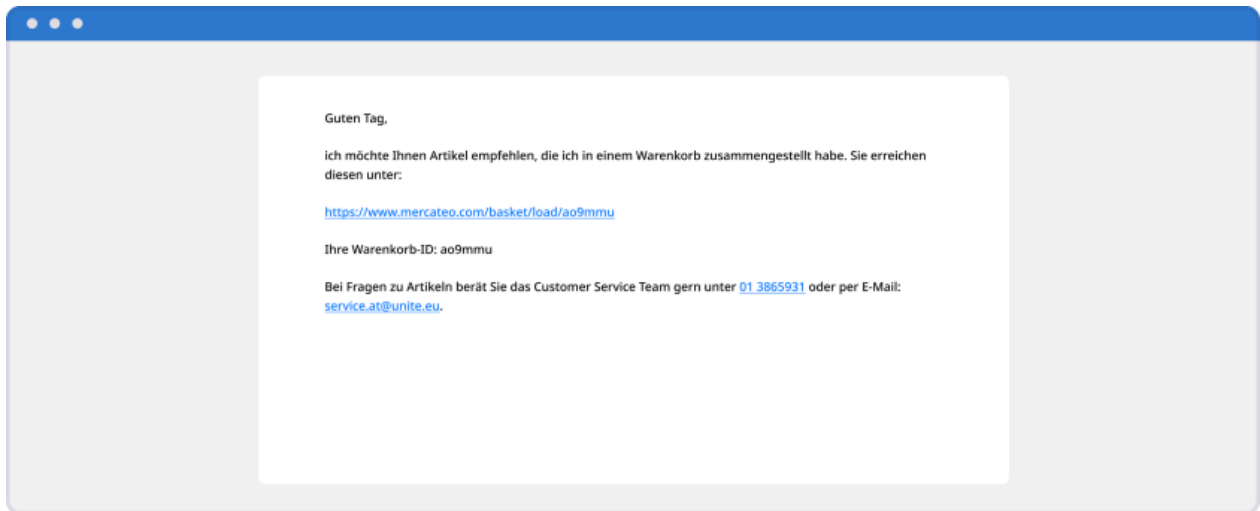 Guten Tag,
ich möchte Ihnen Artikel empfehlen, die ich in einem Warenkorb zusammengestellt habe. Sie erreichen
diesen unter:
https://www.mercateo.com/basket/load/ao9mmu
Ihre Warenkorb-ID: ao9mmu
Bei Fragen zu Artikeln berät Sie das Customer Service Team gern unter 01 3865931 oder per E-Mail:
service.at@unite.eu.